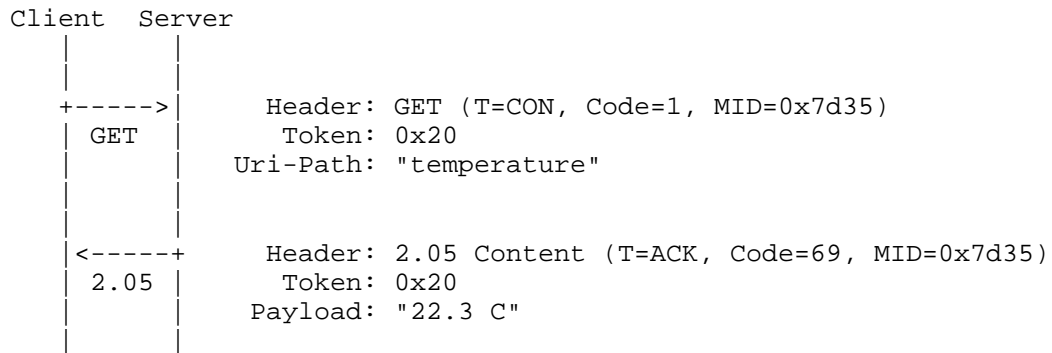 Client  Server
   |      |
   |      |
   +----->|     Header: GET (T=CON, Code=1, MID=0x7d35)
   | GET  |      Token: 0x20
   |      |   Uri-Path: "temperature"
   |      |
   |      |
   |<-----+     Header: 2.05 Content (T=ACK, Code=69, MID=0x7d35)
   | 2.05 |      Token: 0x20
   |      |    Payload: "22.3 C"
   |      |